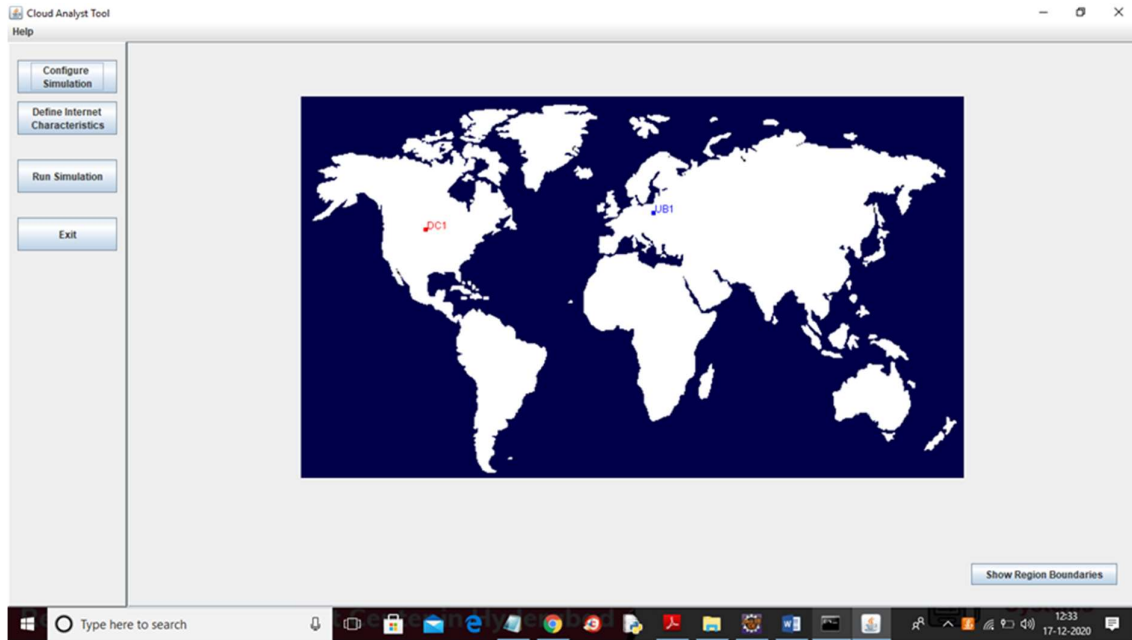 Cloud Analyst Tool
Help
Configure
Simulation
Define Internet
Characteristics
Run Simulation
Exit
DC1
UB1
Show Region Boundaries
Type here to search
12:33
17-12-2020